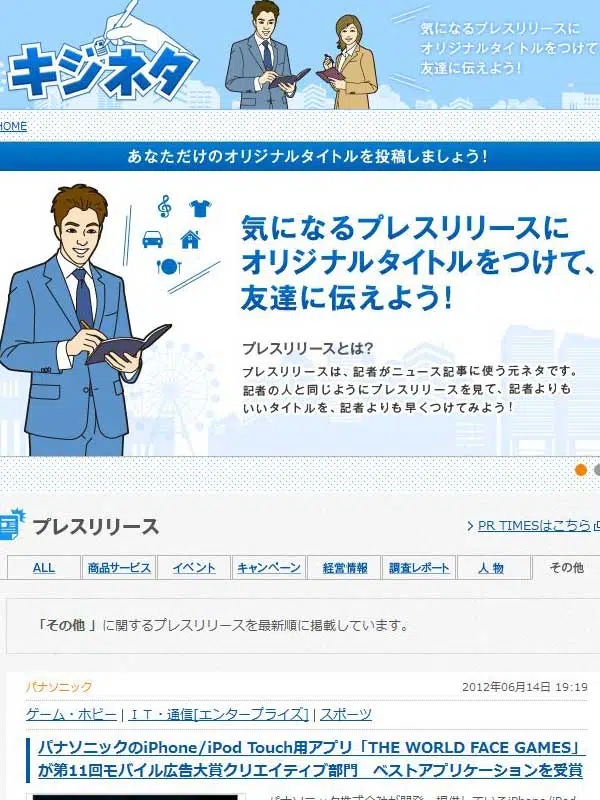 キジネタ
気になるプレスリリースに
オリジナルタイトルをつけて
友達に伝えよう!
HOME
あなただけのオリジナルタイトルを投稿しましょう!
気になるプレスリリースに
オリジナルタイトルをつけて、
友達に伝えよう!
プレスリリースとは?
プレスリリースは、記者がニュース記事に使う元ネタです。
記者の人と同じようにプレスリリースを見て、記者よりも
いいタイトルを、記者よりも早くつけてみよう!
プレスリリース
PR TIMESはこちら
ALL 商品サービス イベント キャンペーン 経営情報 調査レポート 人物 その他
「その他 」に関するプレスリリースを最新順に掲載しています。
パナソニック 2012年06月14日 19:19
ゲーム・ホビー | IT・通信[エンタープライズ] | スポーツ
パナソニックのiPhone/iPod Touch用アプリ「THE WORLD FACE GAMES」
が第11回モバイル広告大賞クリエイティブ部門 ベストアプリケーションを受賞